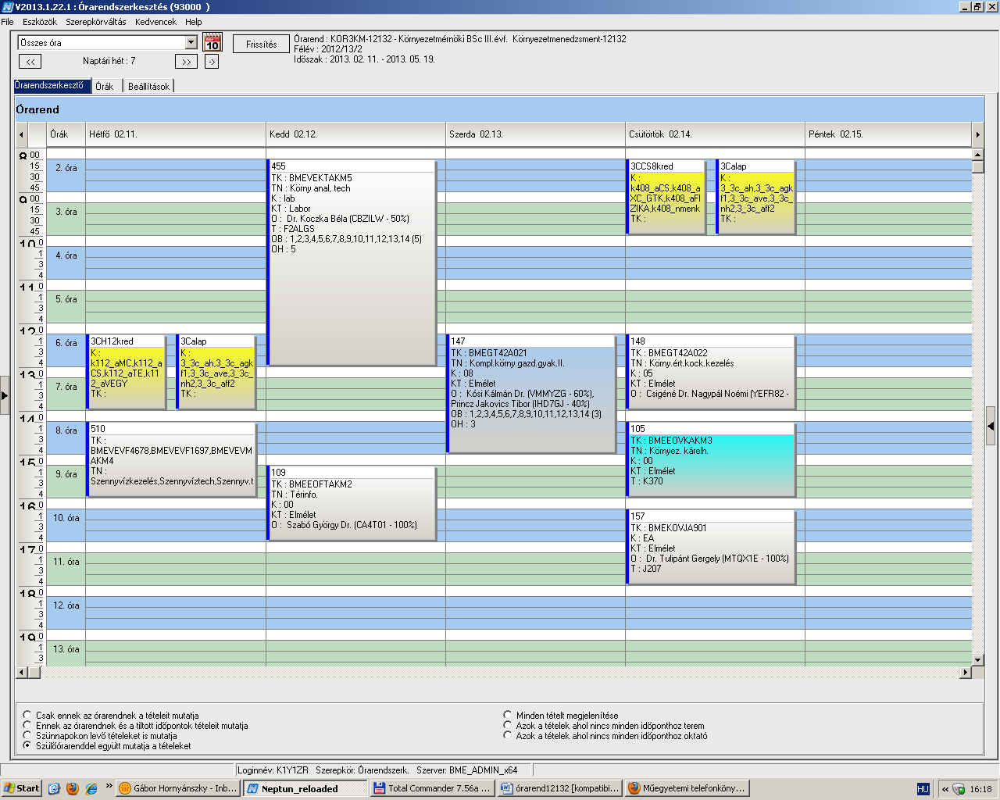 V2013.1.22.1 : Órarendszerkesztés (93000  )
File Eszközök Szerepkörváltás Kedvencek Help
Összes óra
10
Frissítés
Órarend : KOR3KM-12132 - Környezetmérnöki BSc III.évf.  Környezetmenedzsment-12132
Félév : 2012/13/2
Időszak : 2013. 02. 11. - 2013. 05. 19.
<< Naptári hét : 7 >> ->
Órarendszerkesztő Órák Beállítások
Órarend
Órák Hétfő  02.11. Kedd  02.12. Szerda  02.13. Csütörtök  02.14. Péntek  02.15.
8 00
15
30
45
9 00
15
30
45
10 0
1
3
4
11 0
1
3
4
12 0
1
3
4
13 0
1
3
4
14 0
1
3
4
15 0
1
3
4
16 0
1
3
4
17 0
1
3
4
18 0
1
3
4
19 0
1
3
2. óra
3. óra
4. óra
5. óra
6. óra
7. óra
8. óra
9. óra
10. óra
11. óra
12. óra
13. óra
3CH12kred
K :
k112_aMC,k112_a
CS,k112_aTE,k11
2_aVEGY
TK :
3Calap
K :
3_3c_ah,3_3c_agk
f1,3_3c_ave,3_3c_
nh2,3_3c_aff2
TK :
510
TK :
BMEVEVF4678,BMEVEVF1697,BMEVEVM
AKM4
TN :
Szennyvízkezelés,Szennyvíztech,Szennyv.t
455
TK : BMEVEKTAKM5
TN : Körny anal, tech
K : lab
KT : Labor
O :  Dr. Koczka Béla (CBZILW - 50%)
T : F2ALGS
OB : 1,2,3,4,5,6,7,8,9,10,11,12,13,14 (5)
OH : 5
109
TK : BMEEOFTAKM2
TN : Térinfo.
K : 00
KT : Elmélet
O :  Szabó György Dr. (CA4T01 - 100%)
147
TK : BMEGT42A021
TN : Kompl.körny.gazd.gyak.II.
K : 08
KT : Elmélet
O :  Kósi Kálmán Dr. (VMMYZG - 60%),
Princz Jakovics Tibor (IHD7GJ - 40%)
OB : 1,2,3,4,5,6,7,8,9,10,11,12,13,14 (3)
OH : 3
3CCS8kred
K :
k408_aCS,k408_a
XC_GTK,k408_aFI
ZIKA,k408_nmenk
TK :
3Calap
K :
3_3c_ah,3_3c_agk
f1,3_3c_ave,3_3c_
nh2,3_3c_aff2
TK :
148
TK : BMEGT42A022
TN : Körny.ért.kock.kezelés
K : 05
KT : Elmélet
O :  Csigéné Dr. Nagypál Noémi (YEFR82 -
105
TK : BMEEOVKAKM3
TN : Környez. kárelh.
K : 00
KT : Elmélet
T : K370
157
TK : BMEKOVJA901
K : EA
KT : Elmélet
O :  Dr. Tulipánt Gergely (MTQX1E - 100%)
T : J207
Csak ennek az órarendnek a tételeit mutatja
Ennek az órarendnek és a tiltott időpontok tételeit mutatja
Szünnapokon levő tételeket is mutatja
Szülőórarenddel együtt mutatja a tételeket
Minden tételt megjelenítése
Azok a tételek ahol nincs minden időponthoz terem
Azok a tételek ahol nincs minden időponthoz oktató
Loginnév: K1Y1ZR  Szerepkör: Órarendszerk.  Szerver: BME_ADMIN_x64
Start » Gábor Hornyánszky - Inb... Neptun_reloaded Total Commander 7.56a ... órarend12132 [kompatibi... Műegyetemi telefonköny... HU « 16:18